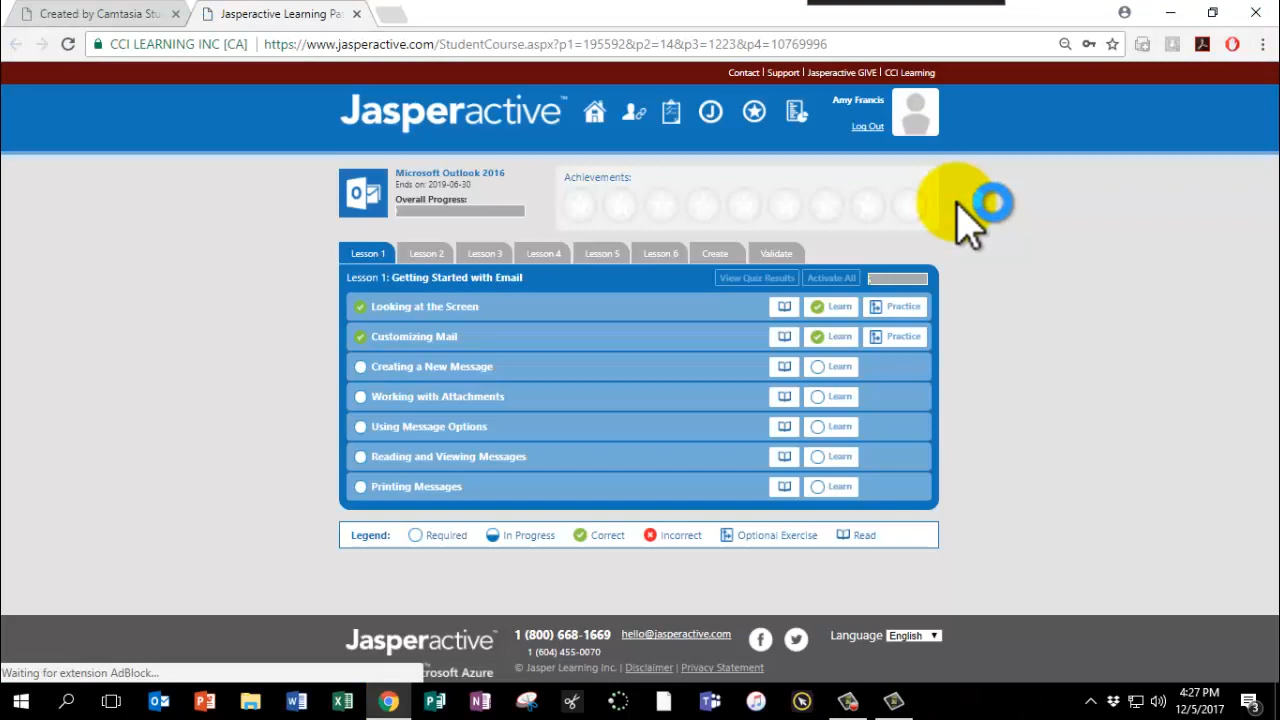 Created by Camtasia Stu
Jasperactive Learning Pa
CCI LEARNING INC [CA] https://www.jasperactive.com/StudentCourse.aspx?p1=195592&p2=14&p3=1223&p4=10769996
Contact | Support | Jasperactive GIVE | CCI Learning
Jasperactive™
Amy Francis
Log Out
Microsoft Outlook 2016
Ends on: 2019-06-30
Overall Progress:
Achievements:
Lesson 1 Lesson 2 Lesson 3 Lesson 4 Lesson 5 Lesson 6 Create Validate
Lesson 1: Getting Started with Email View Quiz Results Activate All
Looking at the Screen Learn Practice
Customizing Mail Learn Practice
Creating a New Message Learn
Working with Attachments Learn
Using Message Options Learn
Reading and Viewing Messages Learn
Printing Messages Learn
Legend: Required In Progress Correct Incorrect Optional Exercise Read
Jasperactive™ 1 (800) 668-1669 hello@jasperactive.com Language English
1 (604) 455-0070
© Jasper Learning Inc. | Disclaimer | Privacy Statement
crosoft Azure
Waiting for extension AdBlock...
4:27 PM
12/5/2017
3